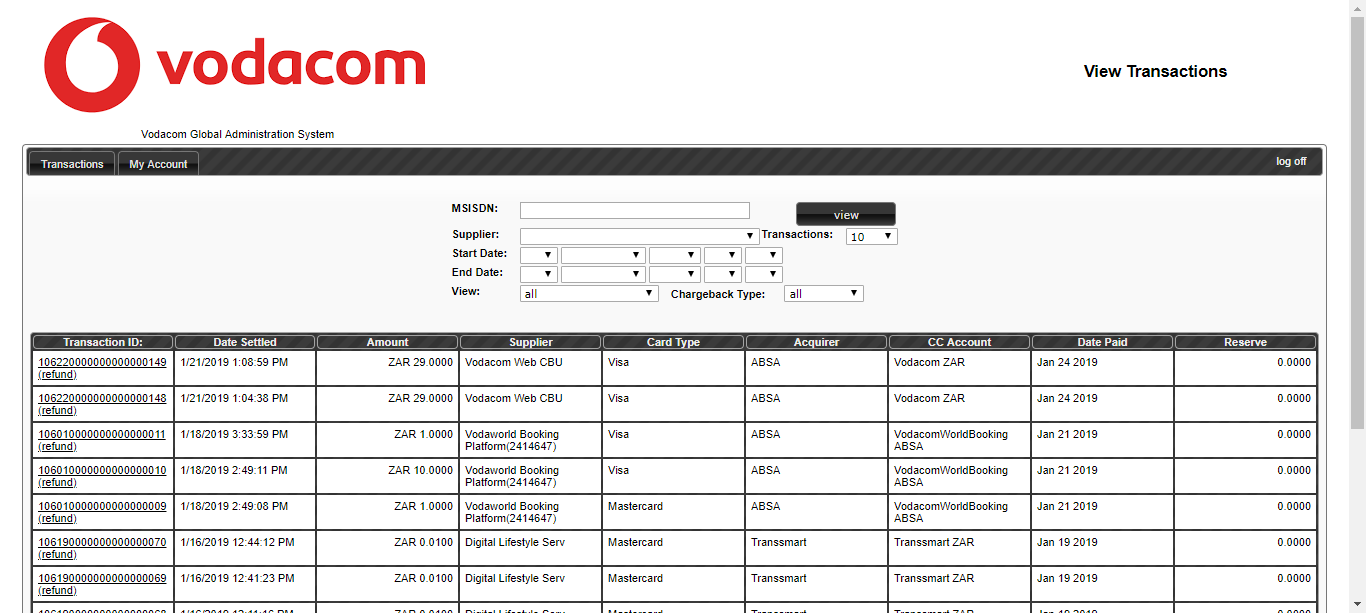 vodacom
View Transactions
Vodacom Global Administration System
Transactions My Account log off
MSISDN: view
Supplier: Transactions: 10
Start Date:
End Date:
View: all Chargeback Type: all
Transaction ID: Date Settled Amount Supplier Card Type Acquirer CC Account Date Paid Reserve
106220000000000000149 1/21/2019 1:08:59 PM ZAR 29.0000 Vodacom Web CBU Visa ABSA Vodacom ZAR Jan 24 2019 0.0000
(refund)
106220000000000000148 1/21/2019 1:04:38 PM ZAR 29.0000 Vodacom Web CBU Visa ABSA Vodacom ZAR Jan 24 2019 0.0000
(refund)
106010000000000000011 1/18/2019 3:33:59 PM ZAR 1.0000 Vodaworld Booking Visa ABSA VodacomWorldBooking Jan 21 2019 0.0000
(refund) Platform(2414647) ABSA
106010000000000000010 1/18/2019 2:49:11 PM ZAR 10.0000 Vodaworld Booking Visa ABSA VodacomWorldBooking Jan 21 2019 0.0000
(refund) Platform(2414647) ABSA
106010000000000000009 1/18/2019 2:49:08 PM ZAR 1.0000 Vodaworld Booking Mastercard ABSA VodacomWorldBooking Jan 21 2019 0.0000
(refund) Platform(2414647) ABSA
106190000000000000070 1/16/2019 12:44:12 PM ZAR 0.0100 Digital Lifestyle Serv Mastercard Transsmart Transsmart ZAR Jan 19 2019 0.0000
(refund)
106190000000000000069 1/16/2019 12:41:23 PM ZAR 0.0100 Digital Lifestyle Serv Mastercard Transsmart Transsmart ZAR Jan 19 2019 0.0000
(refund)